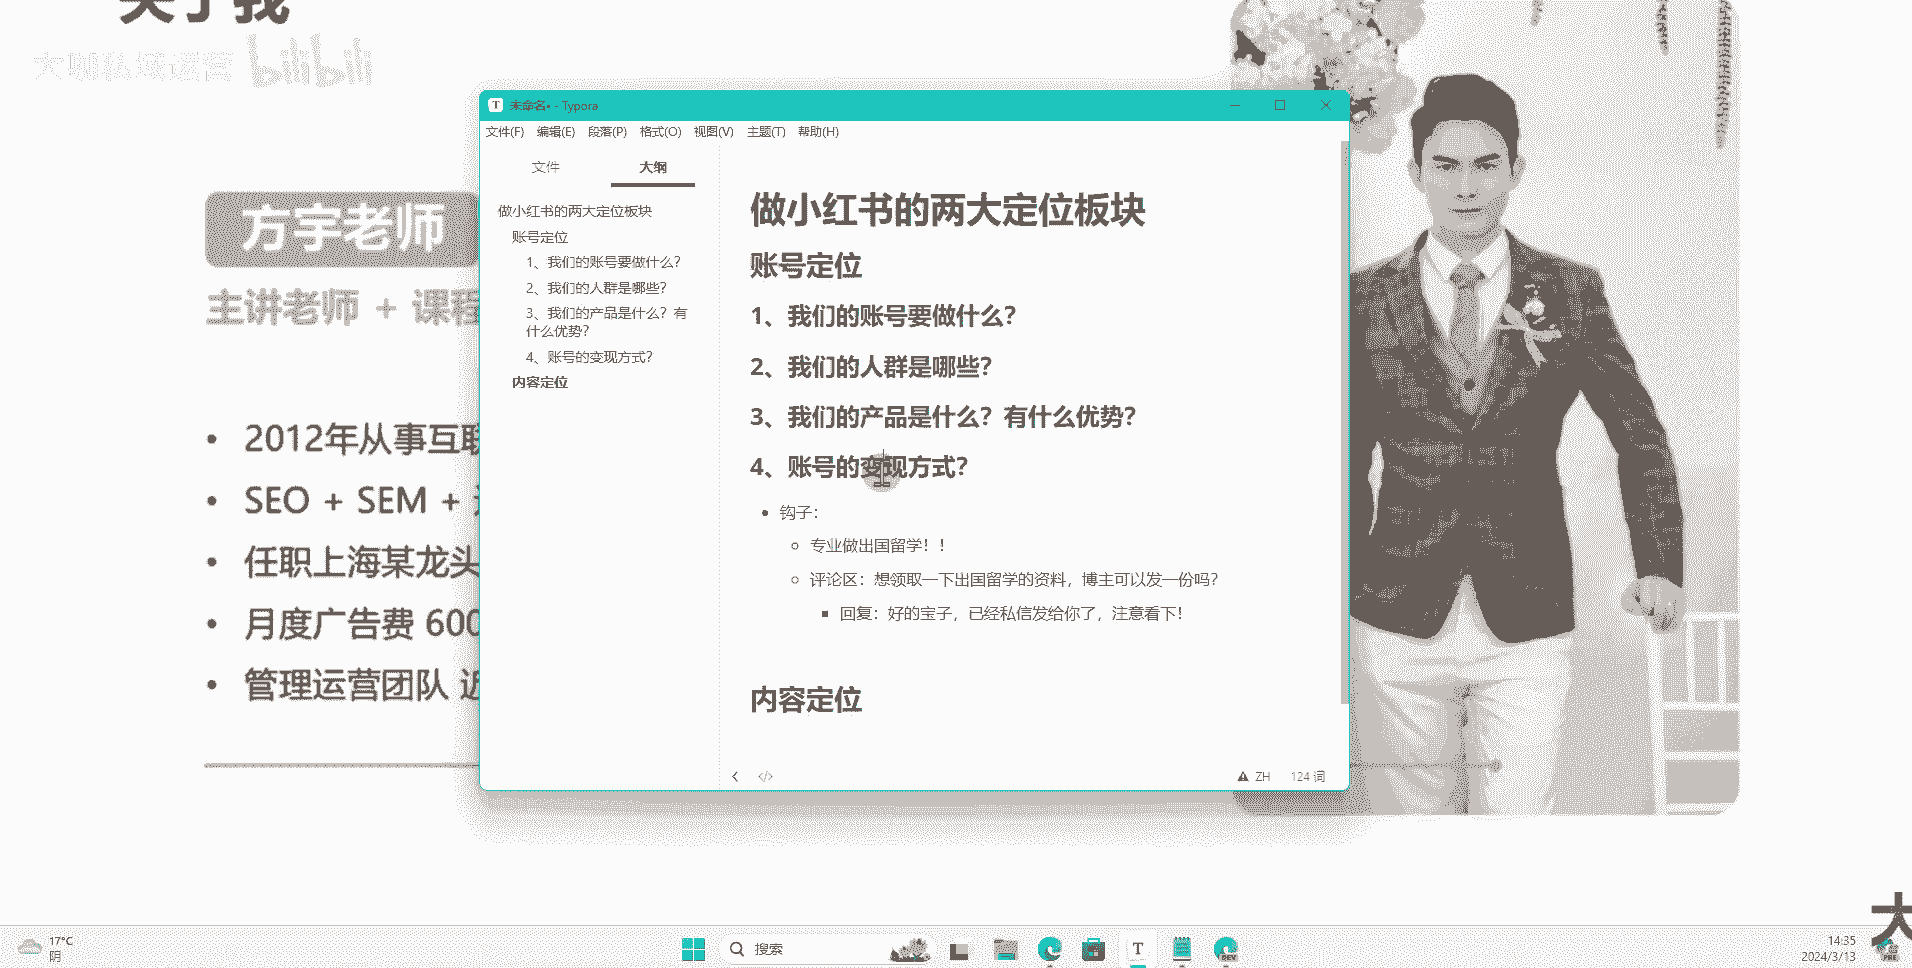 关于我
大咖私域运营 bilibili
方宇老师
主讲老师 + 课程
2012年从事互联
SEO + SEM +
任职上海某龙头
月度广告费 600
管理运营团队 近
T 未命名• - Typora
文件(F) 编辑(E) 段落(P) 格式(O) 视图(V) 主题(T) 帮助(H)
文件 大纲
做小红书的两大定位板块
账号定位
1、我们的账号要做什么?
2、我们的人群是哪些?
3、我们的产品是什么? 有
什么优势?
4、账号的变现方式?
内容定位
做小红书的两大定位板块
账号定位
1、我们的账号要做什么?
2、我们的人群是哪些?
3、我们的产品是什么? 有什么优势?
4、账号的变现方式?
钩子:
专业做出国留学! !
评论区: 想领取一下出国留学的资料, 博主可以发一份吗?
回复: 好的宝子, 已经私信发给你了, 注意看下!
内容定位
ZH 124 词
大
17°C
阴
搜索
T
DEV
14:35
2024/3/13
PRE